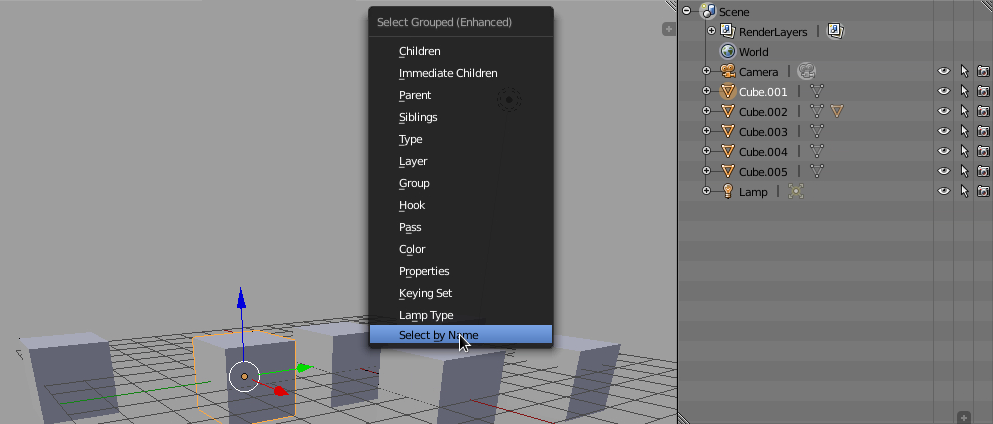 Select Grouped (Enhanced)
Children
Immediate Children
Parent
Siblings
Type
Layer
Group
Hook
Pass
Color
Properties
Keying Set
Lamp Type
Select by Name
Scene
RenderLayers |
World
Camera |
Cube.001 |
Cube.002 |
Cube.003 |
Cube.004 |
Cube.005 |
Lamp |